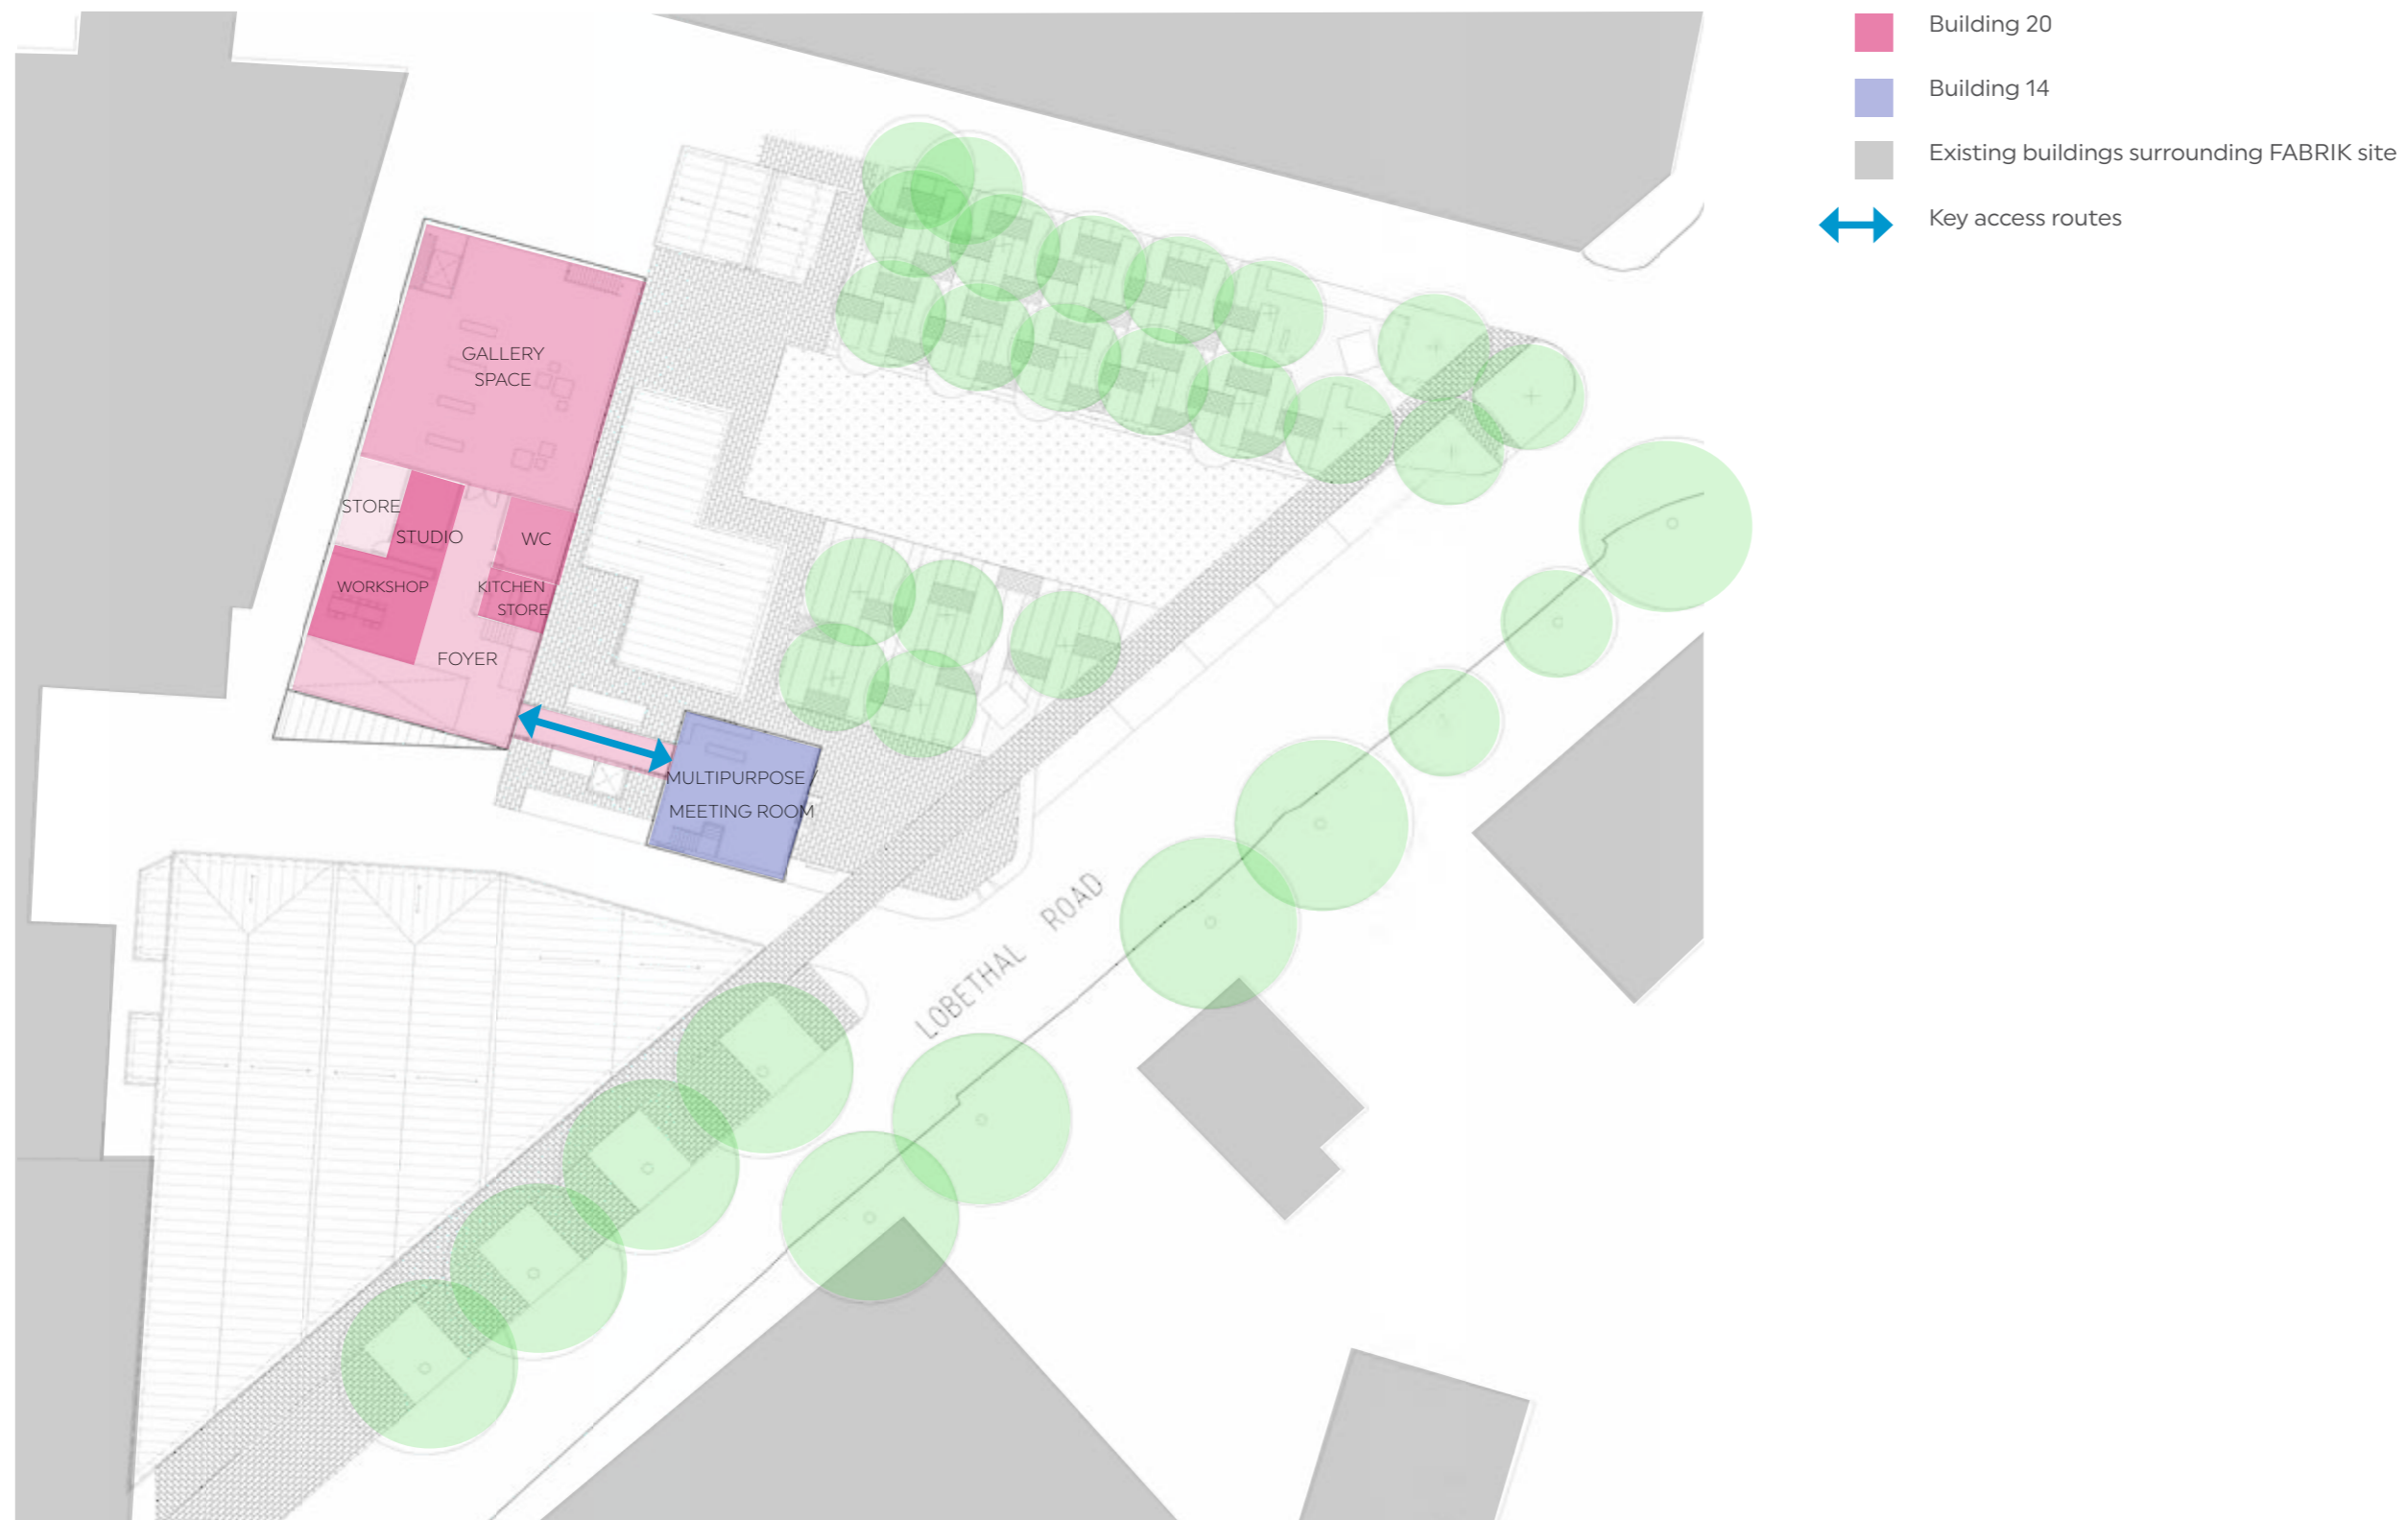 Building 20
Building 14
Existing buildings surrounding FABRIK site
Key access routes
GALLERY
SPACE
STORE
STUDIO
WC
WORKSHOP
KITCHEN
STORE
FOYER
MULTIPURPOSE /
MEETING ROOM
LOBETHAL ROAD